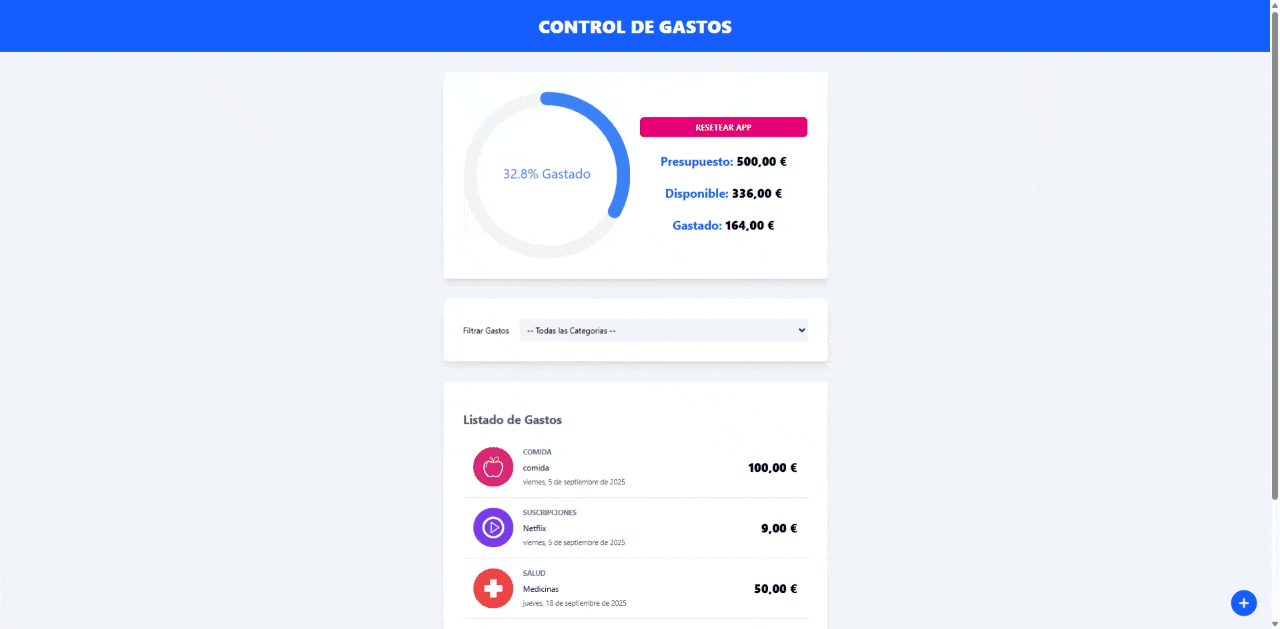 CONTROL DE GASTOS
32.8% Gastado
RESETEAR APP
Presupuesto: 500,00 €
Disponible: 336,00 €
Gastado: 164,00 €
Filtrar Gastos
-- Todas las Categorias --
Listado de Gastos
COMIDA
comida
viernes, 5 de septiembre de 2025
100,00 €
SUSCRIPCIONES
Netflix
viernes, 5 de septiembre de 2025
9,00 €
SALUD
Medicinas
jueves, 18 de septiembre de 2025
50,00 €